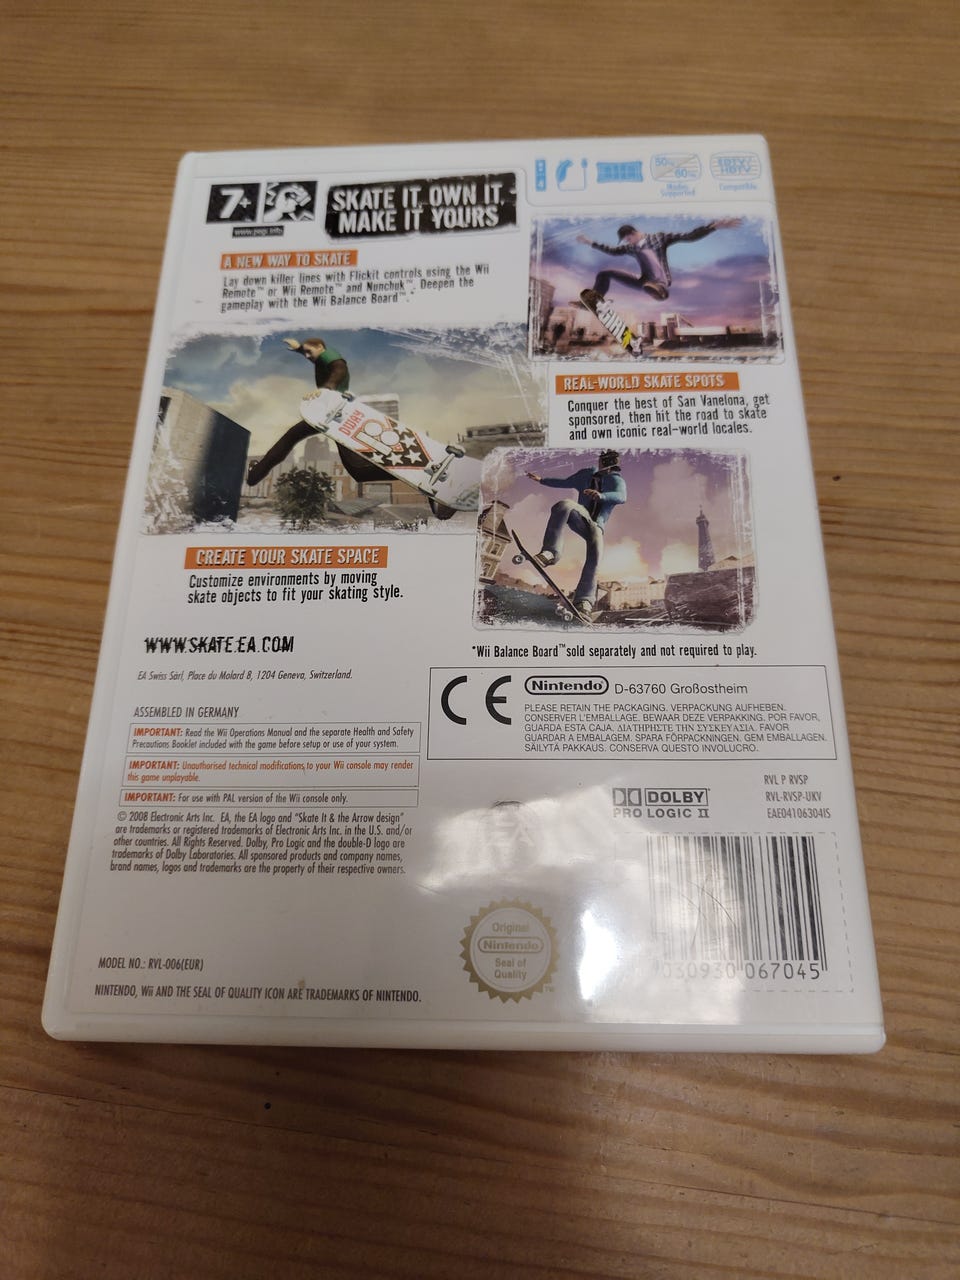 7+
www.pegi.info
SKATE IT, OWN IT,
MAKE IT YOURS
50Hz
60Hz
Modes
Supported
EDTV/
HDTV
Compatible
A NEW WAY TO SKATE
Lay down killer lines with Flickit controls using the Wii
Remote™ or Wii Remote™ and Nunchuk™. Deepen the
gameplay with the Wii Balance Board™.*
GIRL
REAL-WORLD SKATE SPOTS
Conquer the best of San Vanelona, get
sponsored, then hit the road to skate
and own iconic real-world locales.
DWAY
CREATE YOUR SKATE SPACE
Customize environments by moving
skate objects to fit your skating style.
WWW.SKATE.EA.COM
*Wii Balance Board™ sold separately and not required to play.
EA Swiss Sàrl, Place du Molard 8, 1204 Geneva, Switzerland.
CE
Nintendo D-63760 Großostheim
PLEASE RETAIN THE PACKAGING. VERPACKUNG AUFHEBEN.
CONSERVER L'EMBALLAGE. BEWAAR DEZE VERPAKKING. POR FAVOR,
GUARDA ESTA CAJA. ΔΙΑΤΗΡΗΣΤΕ ΤΗΝ ΣΥΣΚΕΥΑΣΙΑ. FAVOR
GUARDAR A EMBALAGEM. SPARA FÖRPACKNINGEN. GEM EMBALLAGEN.
SÄILYTÄ PAKKAUS. CONSERVA QUESTO INVOLUCRO.
ASSEMBLED IN GERMANY
IMPORTANT: Read the Wii Operations Manual and the separate Health and Safety
Precautions Booklet included with the game before setup or use of your system.
IMPORTANT: Unauthorised technical modifications to your Wii console may render
this game unplayable.
IMPORTANT: For use with PAL version of the Wii console only.
© 2008 Electronic Arts Inc. EA, the EA logo and "Skate It & the Arrow design"
are trademarks or registered trademarks of Electronic Arts Inc. in the U.S. and/or
other countries. All Rights Reserved. Dolby, Pro Logic and the double-D logo are
trademarks of Dolby Laboratories. All sponsored products and company names,
brand names, logos and trademarks are the property of their respective owners.
EA
DOLBY
PRO LOGIC II
RVL P RVSP
RVL-RVSP-UKV
EAE04106304IS
030930 067045
Original
Nintendo
Seal of
Quality
TM
MODEL NO.: RVL-006(EUR)
NINTENDO, Wii AND THE SEAL OF QUALITY ICON ARE TRADEMARKS OF NINTENDO.